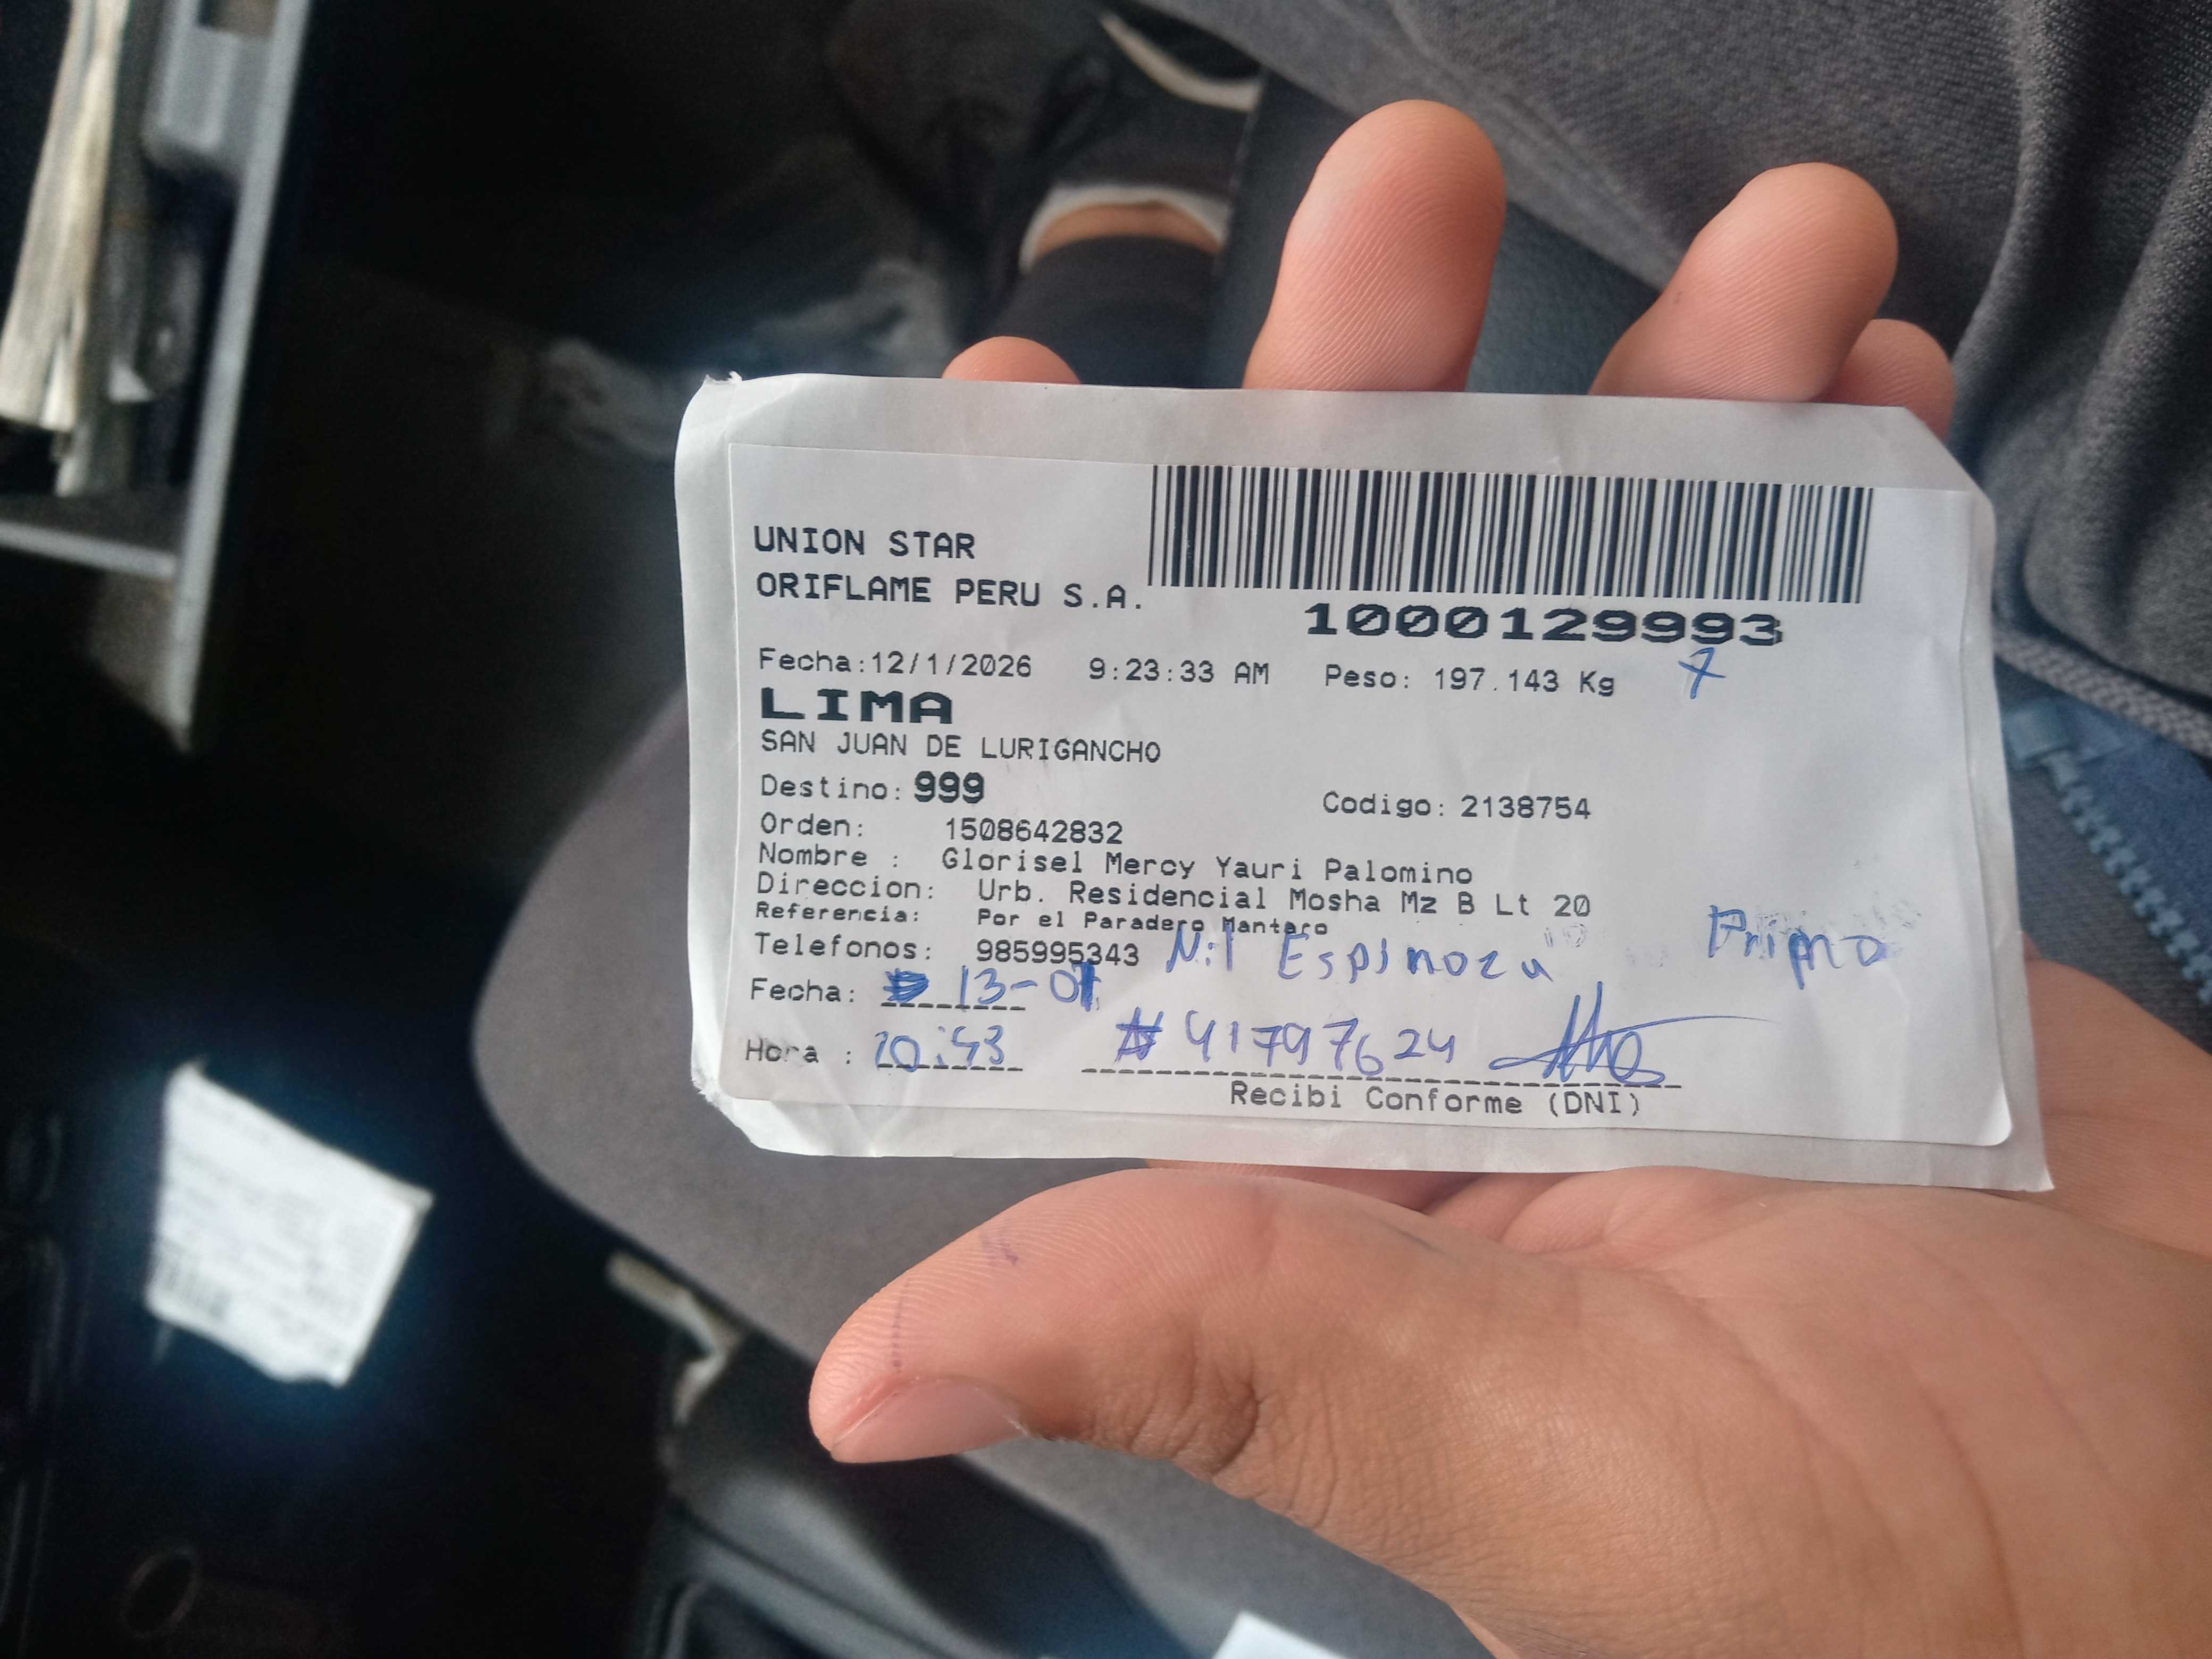 UNION STAR
ORIFLAME PERU S.A.
1000129993
Fecha:12/1/2026 9:23:33 AM Peso: 197.143 Kg 7
LIMA
SAN JUAN DE LURIGANCHO
Destino: 999 Codigo: 2138754
Orden: 1508642832
Nombre : Glorisel Mercy Yauri Palomino
Direccion: Urb. Residencial Mosha Mz B Lt 20
Referencia: Por el Paradero Mantaro
Telefonos: 985995343 Nil Espinoza Primo
Fecha: 13-01
Hora : 41797624
Recibi Conforme (DNI)